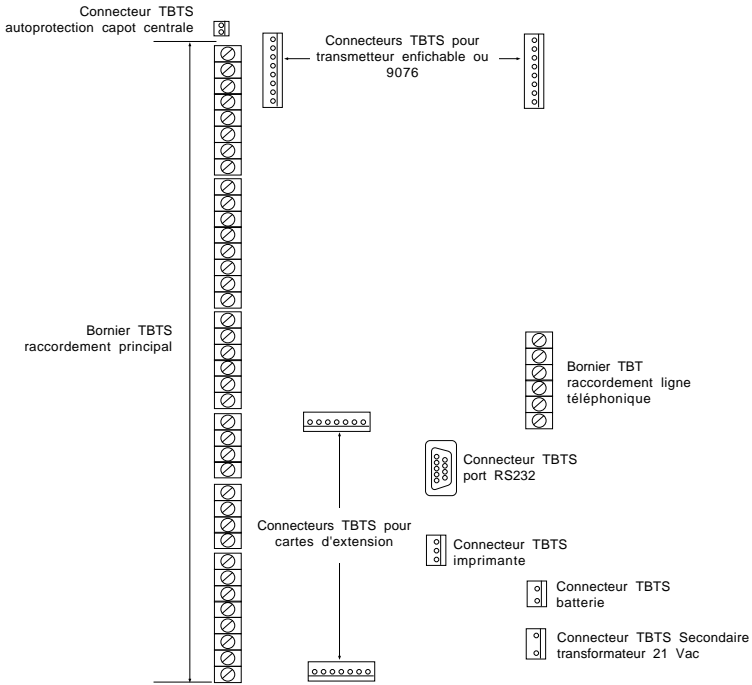 Connecteur TBTS
autoprotection capot centrale
Connecteurs TBTS pour
transmetteur enfichable ou
9076
Bornier TBTS
raccordement principal
Bornier TBT
raccordement ligne
téléphonique
Connecteur TBTS
port RS232
Connecteurs TBTS pour
cartes d'extension
Connecteur TBTS
imprimante
Connecteur TBTS
batterie
Connecteur TBTS Secondaire
transformateur 21 Vac